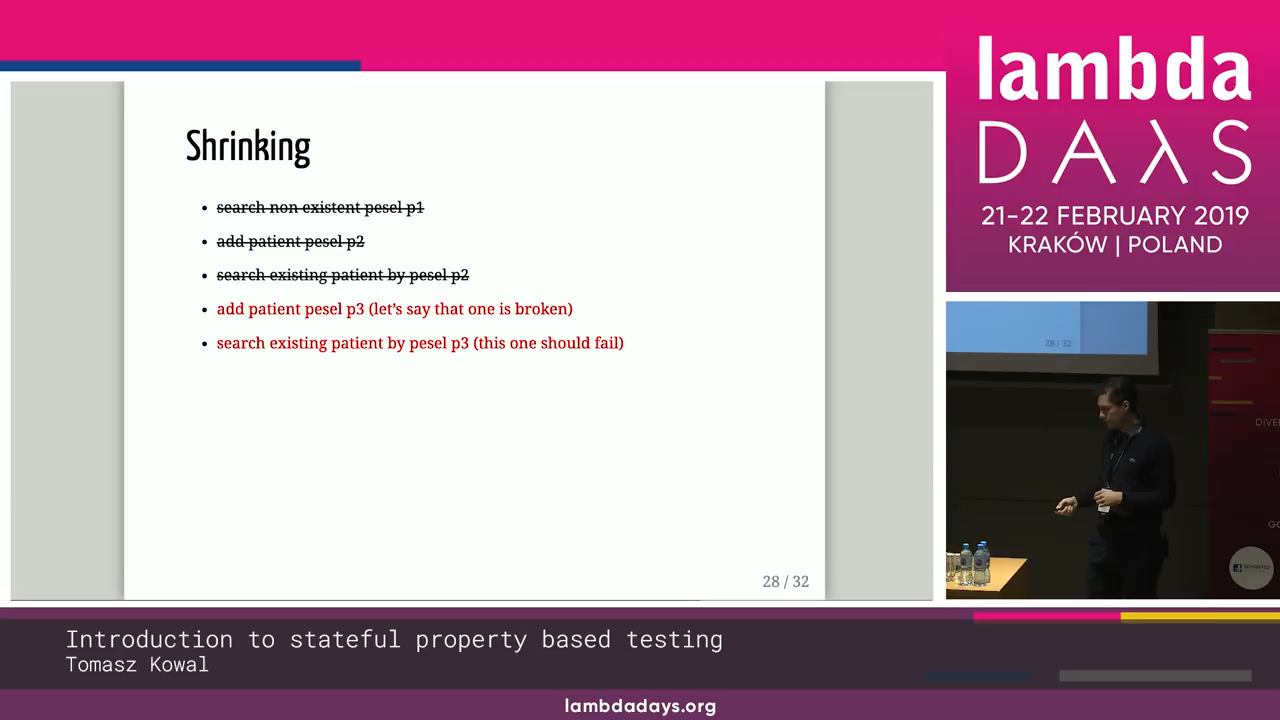 lambda
DAλS
21–22 FEBRUARY 2019
KRAKÓW | POLAND
Shrinking
• search non existent pesel p1
• add patient pesel p2
• search existing patient by pesel p2
• add patient pesel p3 (let's say that one is broken)
• search existing patient by pesel p3 (this one should fail)
28 / 32
28 / 32
Introduction to stateful property based testing
Tomasz Kowal
lambdadays.org